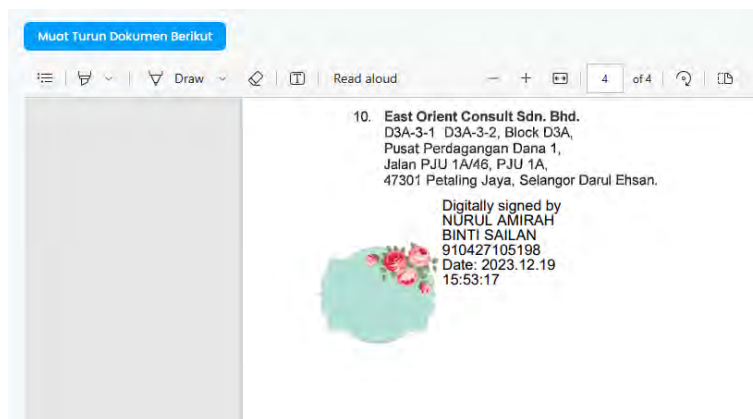 Muat Turun Dokumen Berikut
Draw
Read aloud
4 of 4
10. East Orient Consult Sdn. Bhd.
D3A-3-1 D3A-3-2, Block D3A,
Pusat Perdagangan Dana 1,
Jalan PJU 1A/46, PJU 1A,
47301 Petaling Jaya, Selangor Darul Ehsan.
Digitally signed by
NURUL AMIRAH
BINTI SAILAN
910427105198
Date: 2023.12.19
15:53:17